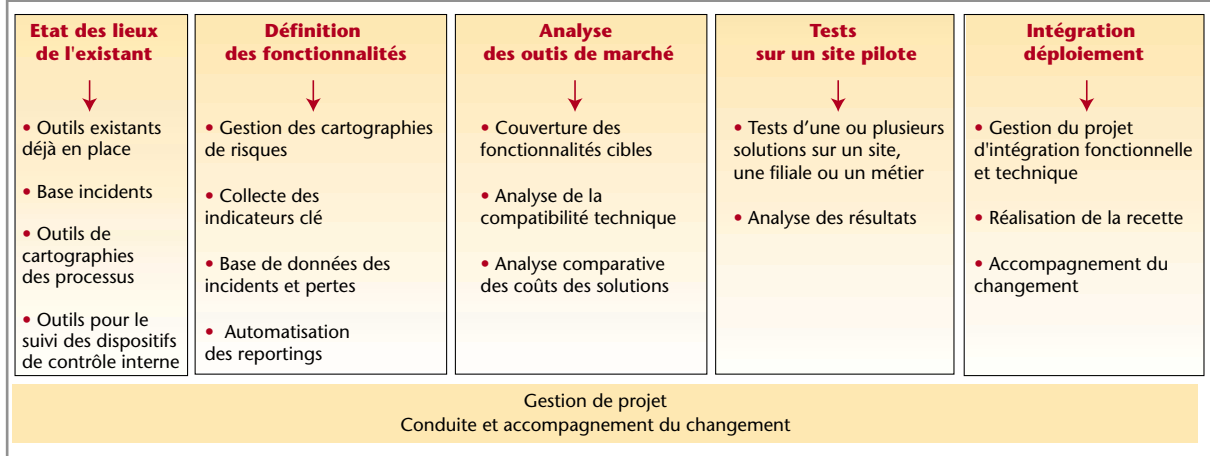 Etat des lieux
de l'existant
• Outils existants
déjà en place
• Base incidents
• Outils de
cartographies
des processus
• Outils pour le
suivi des dispositifs
de contrôle interne
Définition
des fonctionnalités
• Gestion des cartographies
de risques
• Collecte des
indicateurs clé
• Base de données des
incidents et pertes
• Automatisation
des reportings
Analyse
des outis de marché
• Couverture des
fonctionnalités cibles
• Analyse de la
compatibilité technique
• Analyse comparative
des coûts des solutions
Tests
sur un site pilote
• Tests d’une ou plusieurs
solutions sur un site,
une filiale ou un métier
• Analyse des résultats
Intégration
déploiement
• Gestion du projet
d'intégration fonctionnelle
et technique
• Réalisation de la recette
• Accompagnement du
changement
Gestion de projet
Conduite et accompagnement du changement